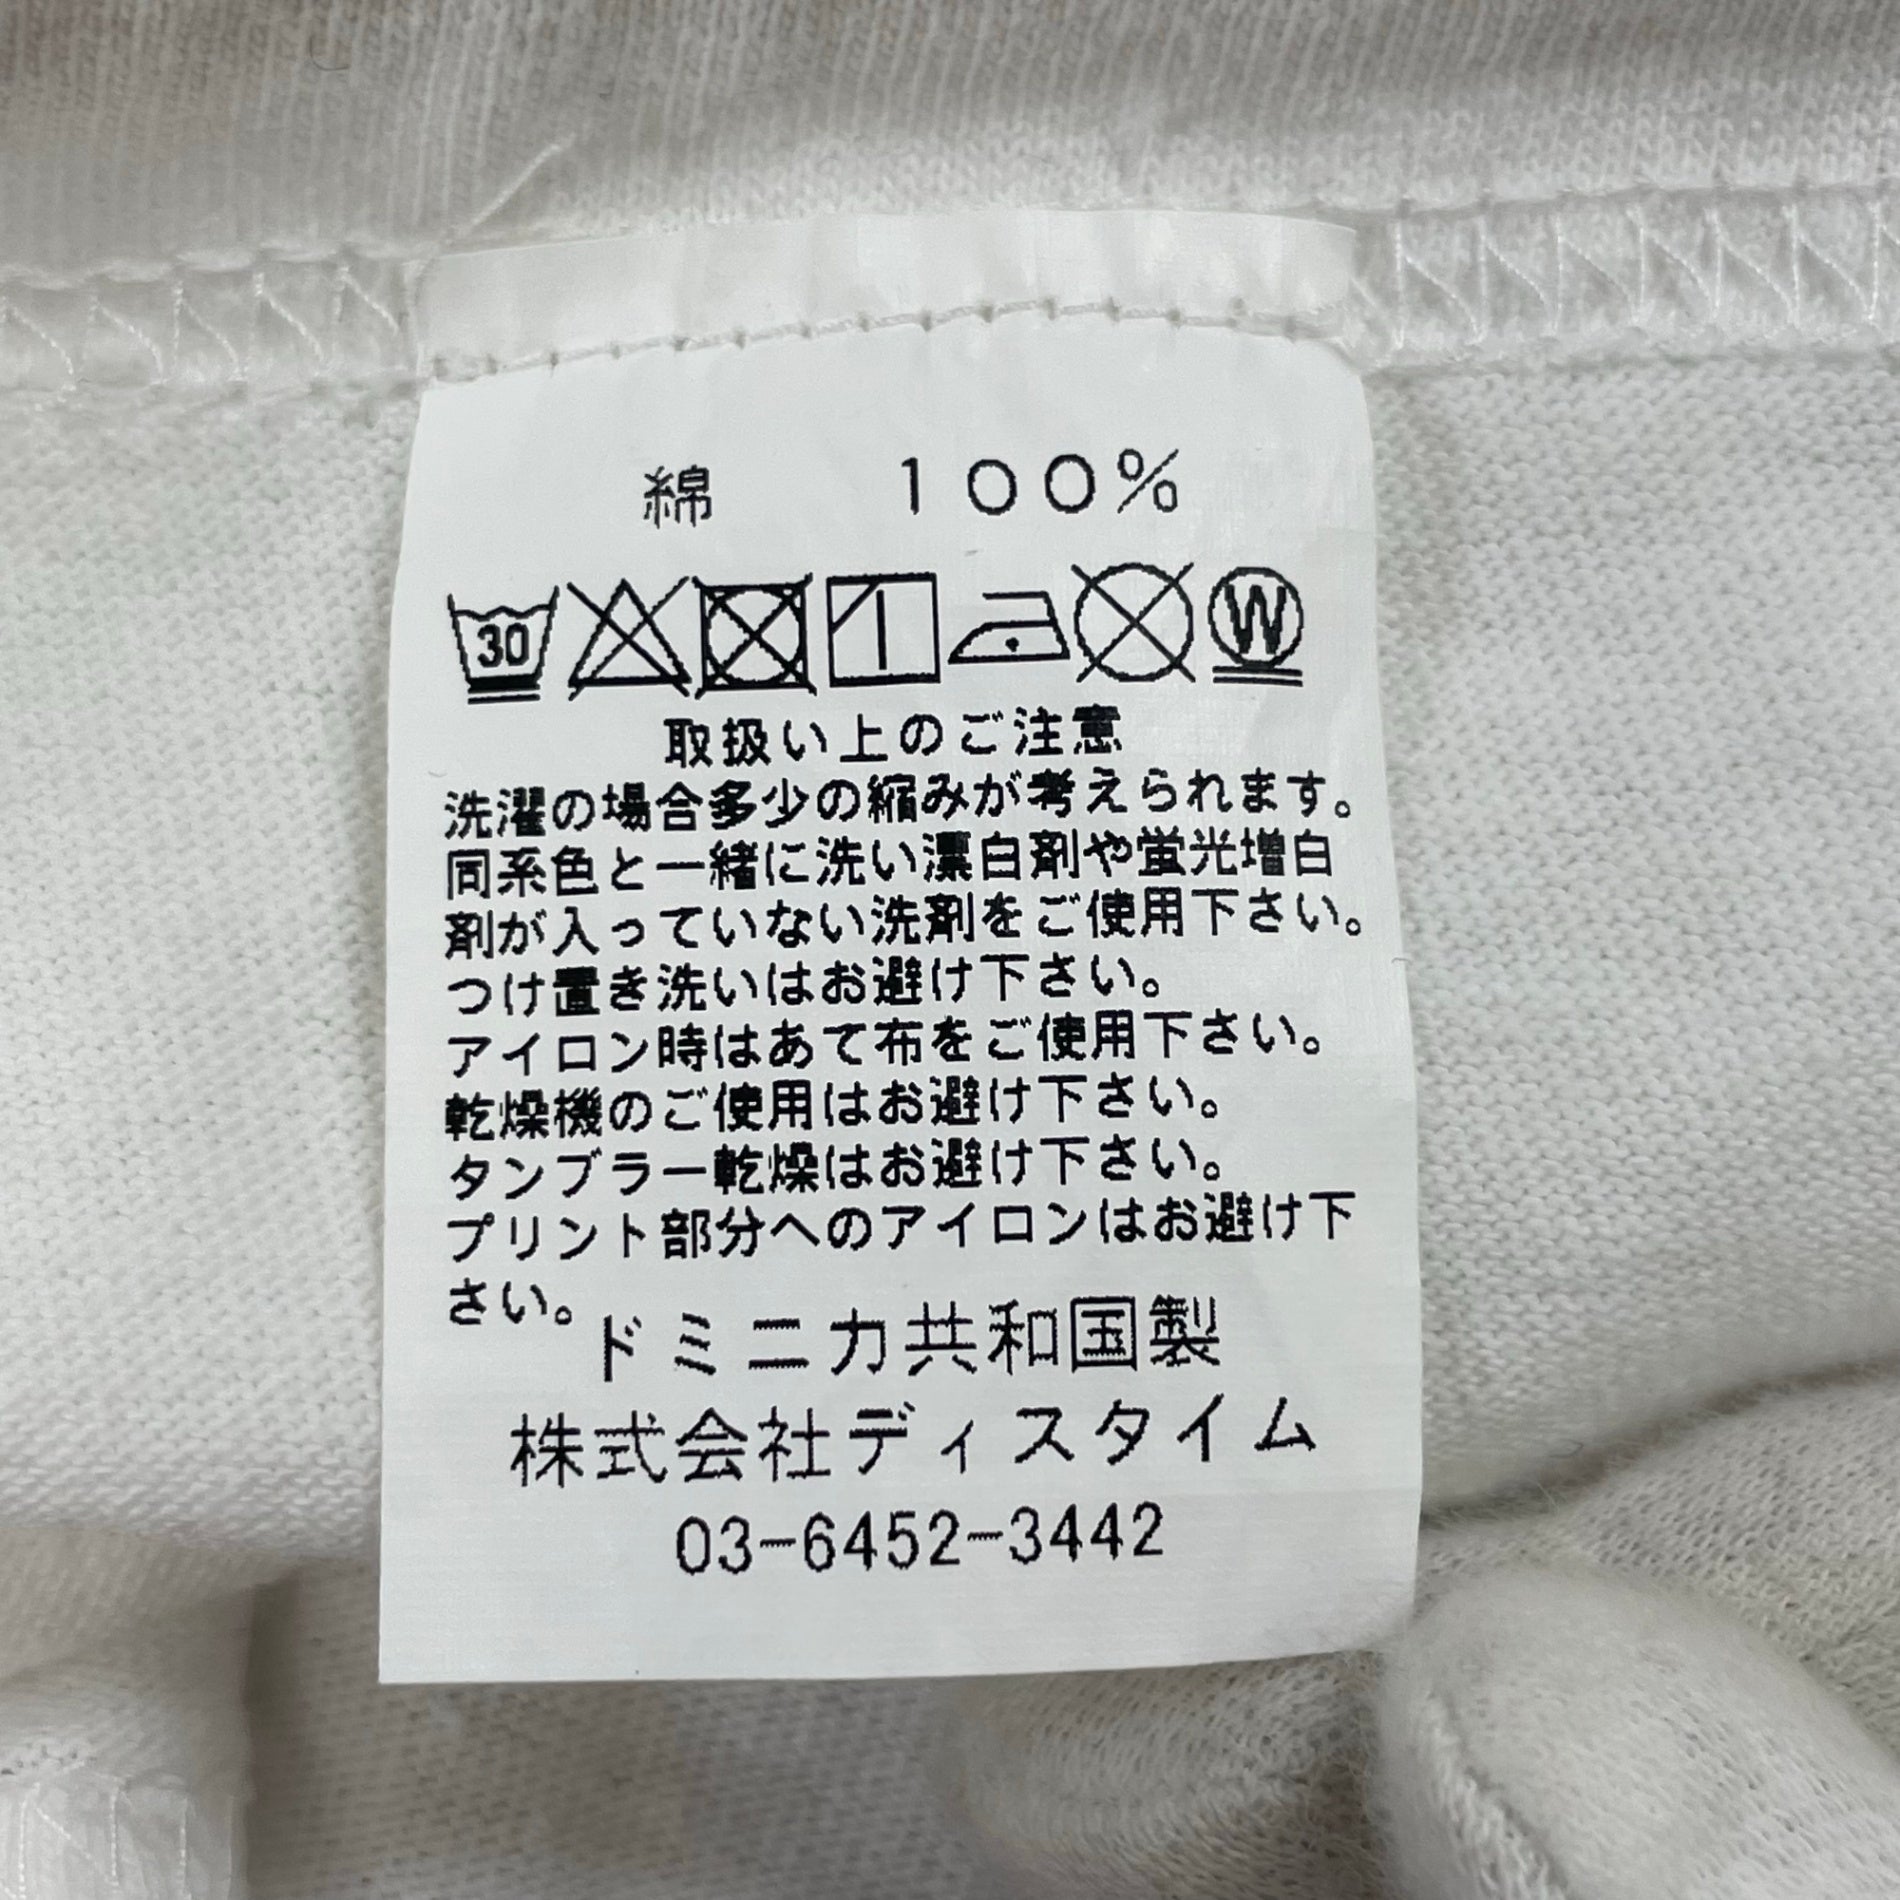 綿 100%
30 W
取扱い上のご注意
洗濯の場合多少の縮みが考えられます。
同系色と一緒に洗い漂白剤や蛍光増白
剤が入っていない洗剤をご使用下さい。
つけ置き洗いはお避け下さい。
アイロン時はあて布をご使用下さい。
乾燥機のご使用はお避け下さい。
タンブラー乾燥はお避け下さい。
プリント部分へのアイロンはお避け下
さい。
ドミニカ共和国製
株式会社ディスタイム
03-6452-3442